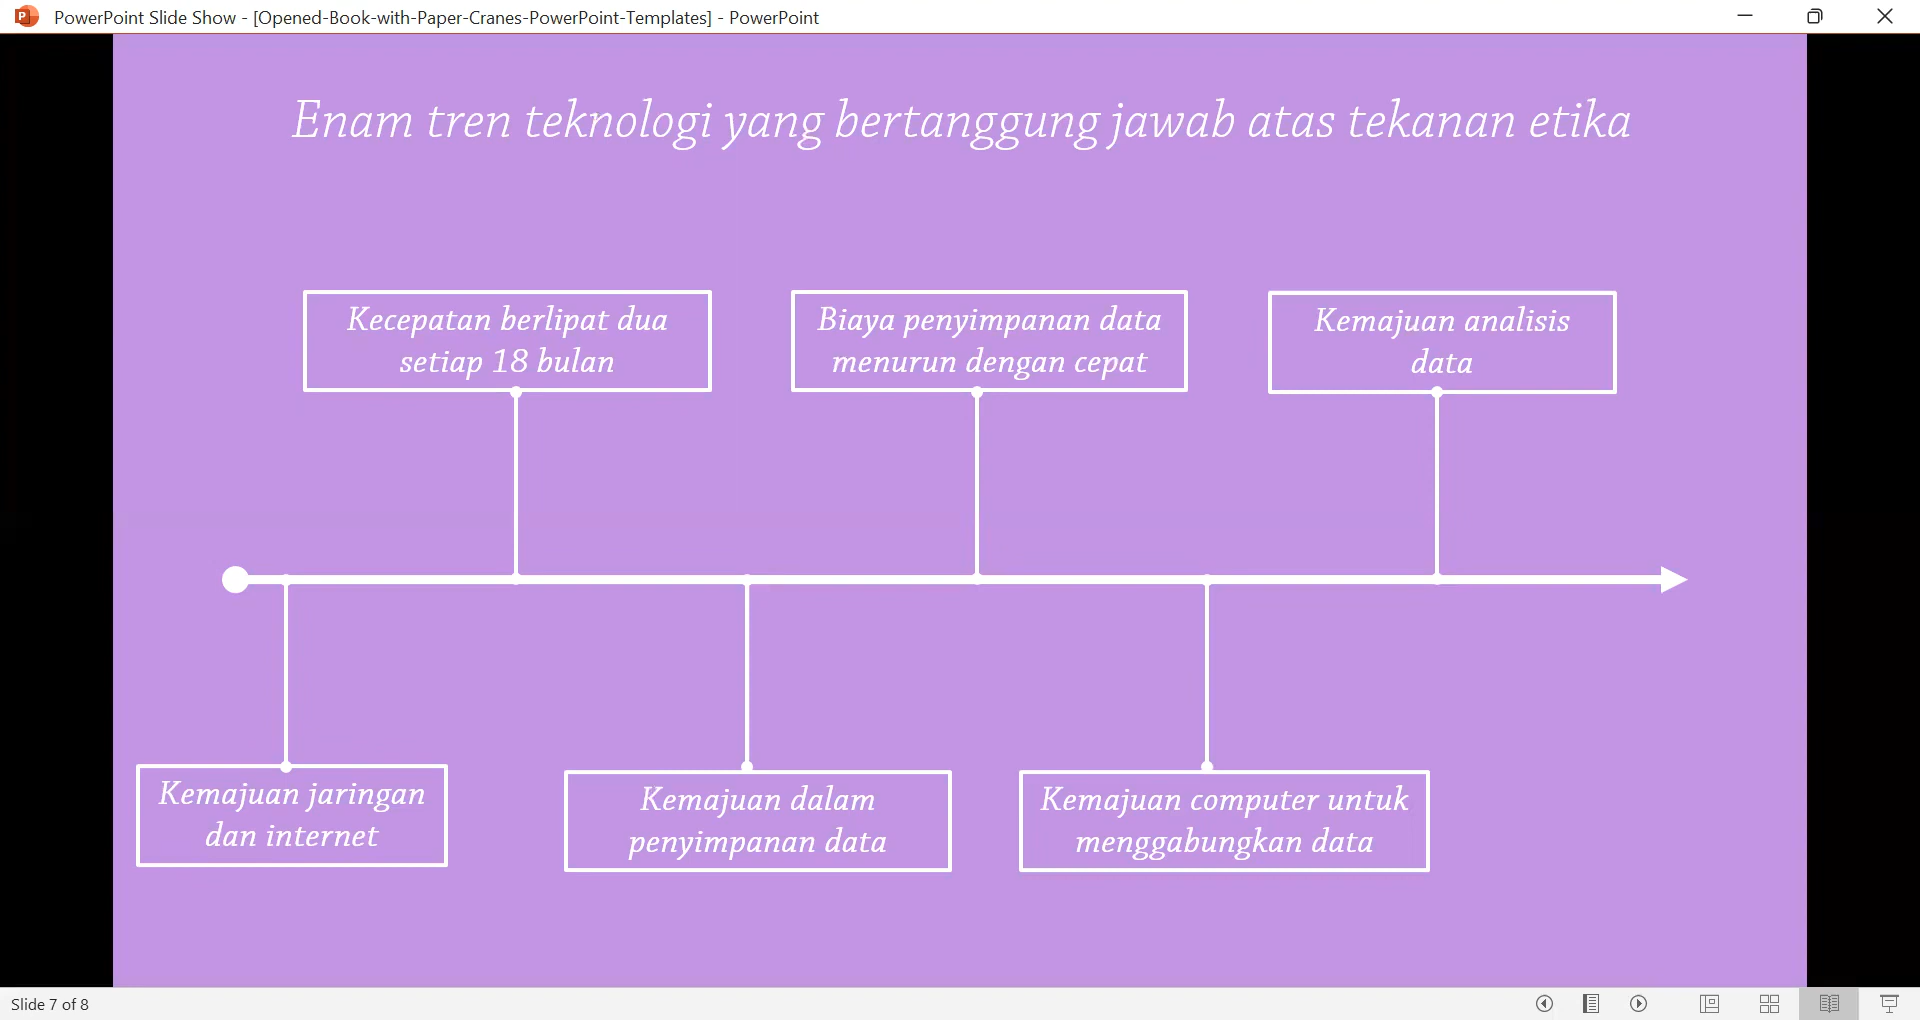 PowerPoint Slide Show - [Opened-Book-with-Paper-Cranes-PowerPoint-Templates] - PowerPoint
Enam tren teknologi yang bertanggung jawab atas tekanan etika
Kecepatan berlipat dua
setiap 18 bulan
Biaya penyimpanan data
menurun dengan cepat
Kemajuan analisis
data
Kemajuan jaringan
dan internet
Kemajuan dalam
penyimpanan data
Kemajuan computer untuk
menggabungkan data
Slide 7 of 8